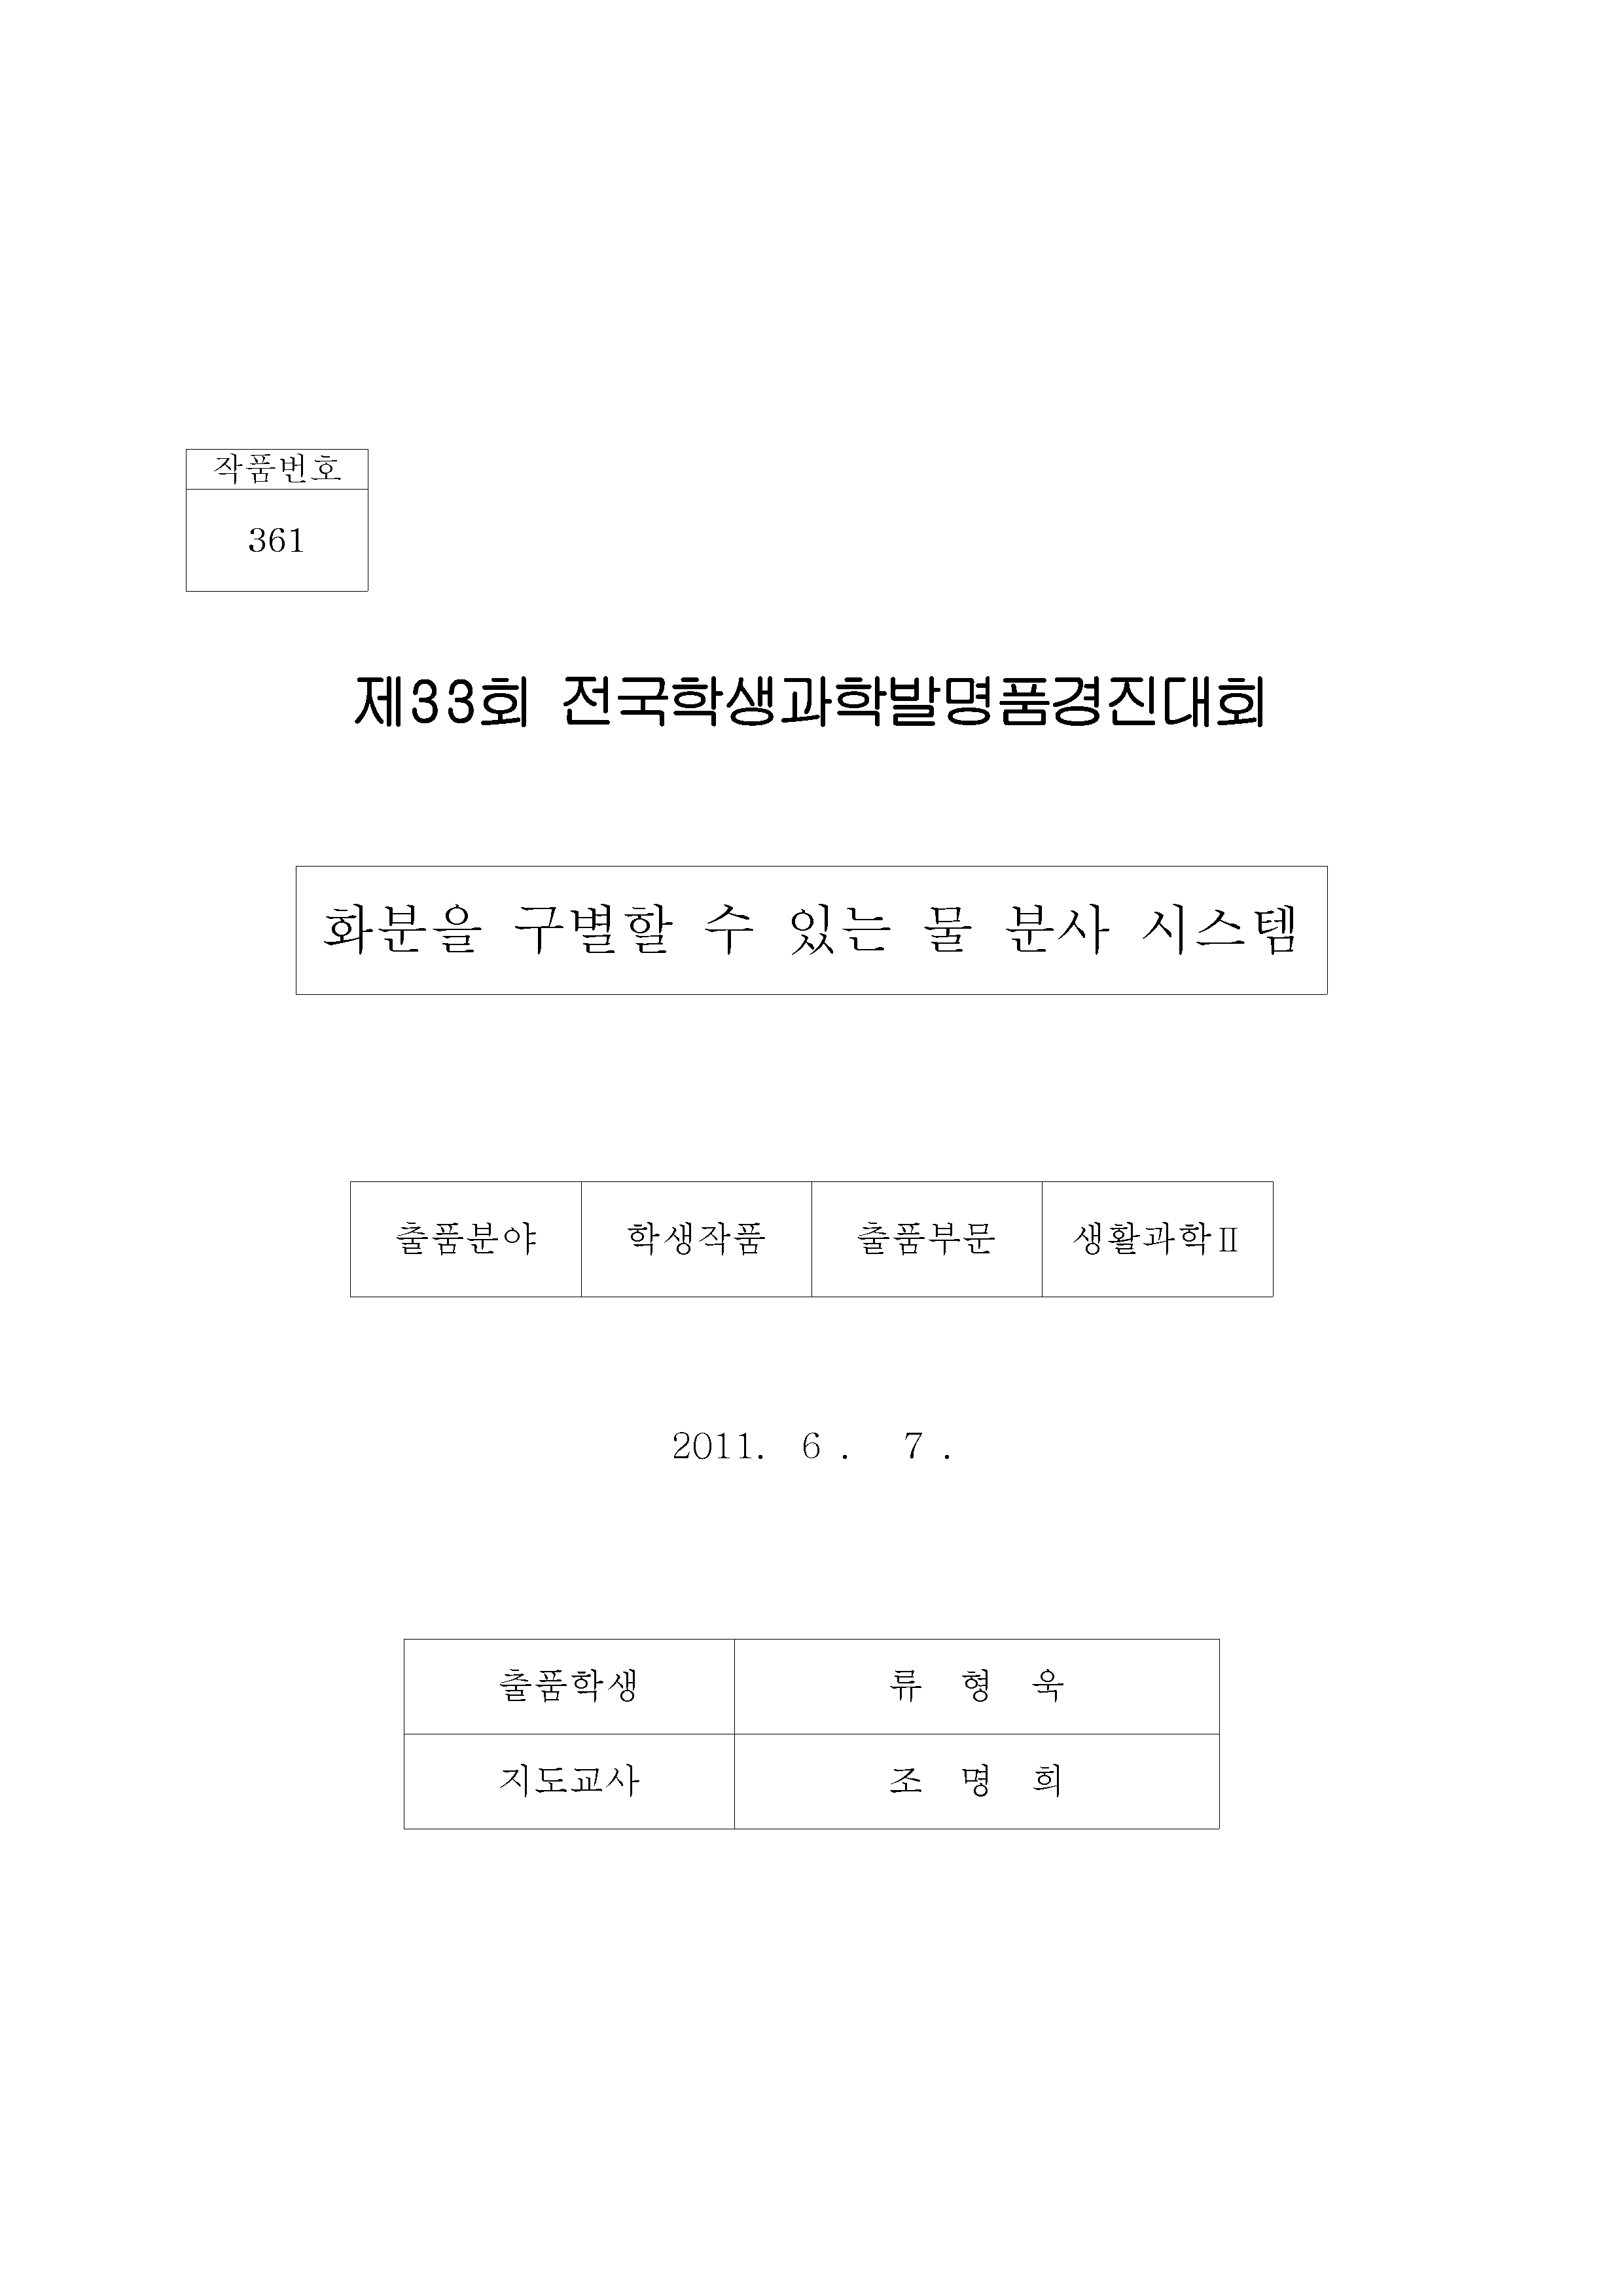 작품번호
361
제33회 전국학생과학발명품경진대회
화분을 구별할 수 있는 물 분사 시스템
출품분야 학생작품 출품부문 생활과학Ⅱ
2011. 6 . 7 .
출품학생 류 형 욱
지도교사 조 명 희